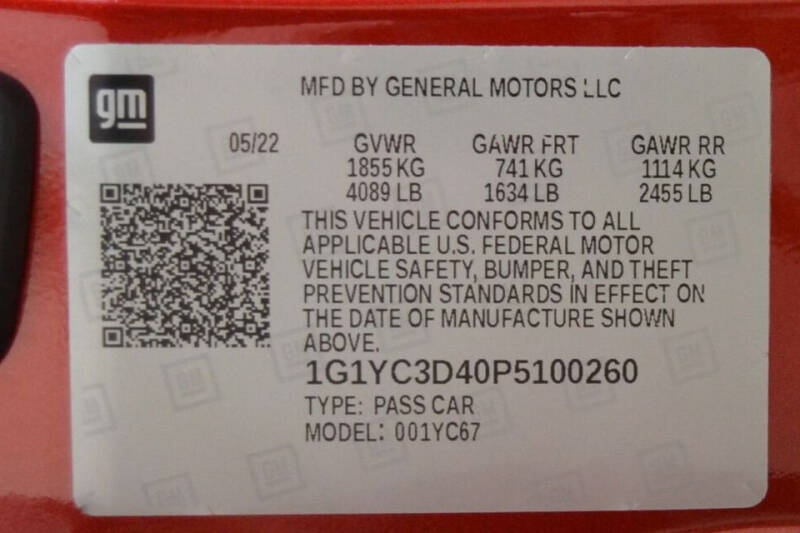 gm
MFD BY GENERAL MOTORS LLC
05/22 GVWR GAWR FRT GAWR RR
1855 KG 741 KG 1114 KG
4089 LB 1634 LB 2455 LB
THIS VEHICLE CONFORMS TO ALL
APPLICABLE U.S. FEDERAL MOTOR
VEHICLE SAFETY, BUMPER, AND THEFT
PREVENTION STANDARDS IN EFFECT ON
THE DATE OF MANUFACTURE SHOWN
ABOVE.
1G1YC3D40P5100260
TYPE: PASS CAR
MODEL: 001YC67